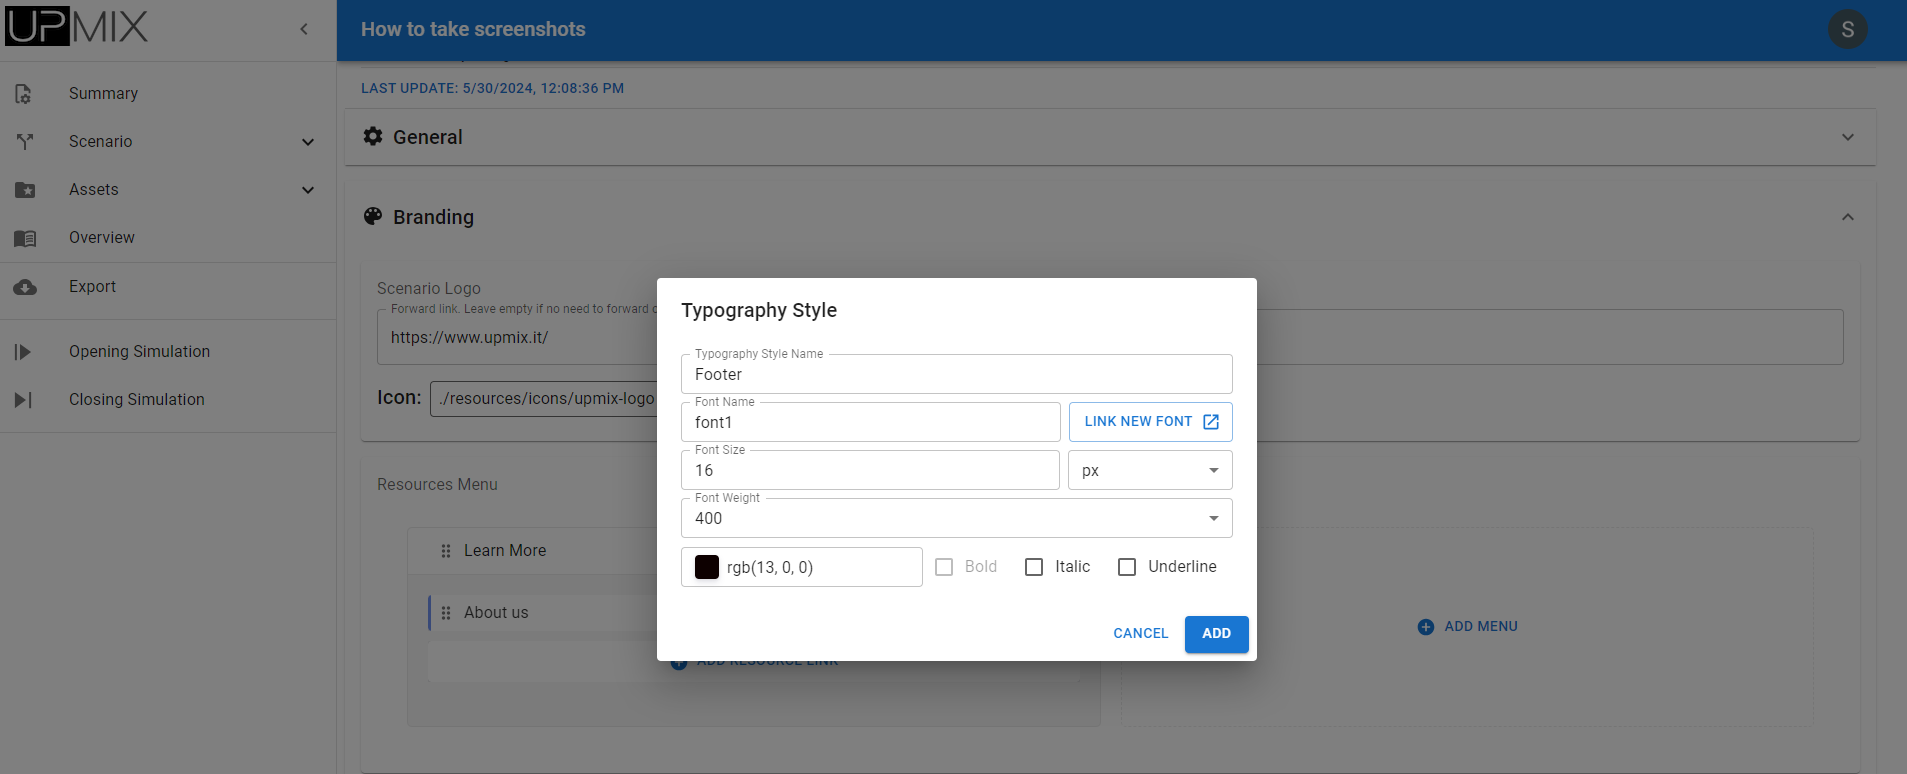 UPMIX
How to take screenshots
S
Summary
Scenario
Assets
Overview
Export
Opening Simulation
Closing Simulation
LAST UPDATE: 5/30/2024, 12:08:36 PM
General
Branding
Scenario Logo
Forward link. Leave empty if no need to forward
https://www.upmix.it/
Icon:
./resources/icons/upmix-logo
Resources Menu
Learn More
About us
ADD RESOURCE LINK
ADD MENU
Typography Style
Typography Style Name
Footer
Font Name
font1
LINK NEW FONT
Font Size
16
px
Font Weight
400
rgb(13, 0, 0)
Bold
Italic
Underline
CANCEL
ADD